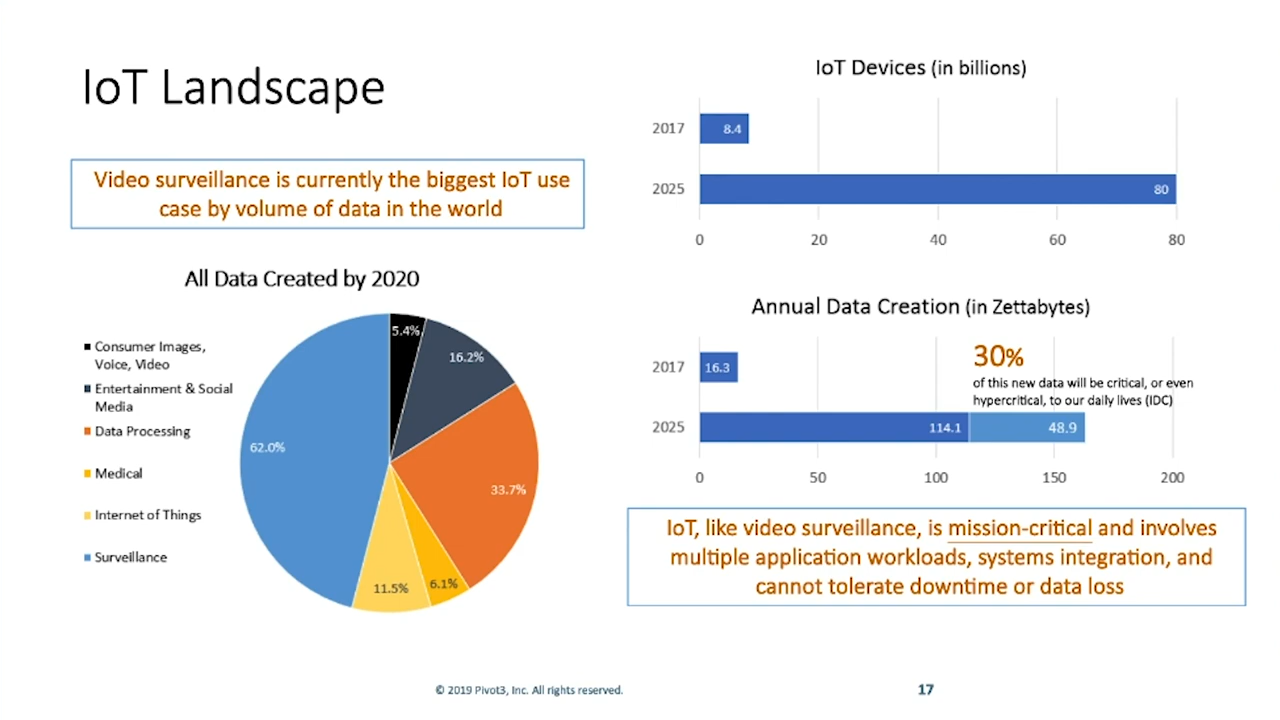 IoT Landscape
Video surveillance is currently the biggest IoT use
case by volume of data in the world
All Data Created by 2020
Consumer Images,
Voice, Video
Entertainment & Social
Media
Data Processing
Medical
Internet of Things
Surveillance
5.4%
16.2%
33.7%
6.1%
11.5%
62.0%
IoT Devices (in billions)
2017
8.4
2025
80
0 20 40 60 80
Annual Data Creation (in Zettabytes)
2017
16.3
30%
of this new data will be critical, or even
hypercritical, to our daily lives (IDC)
2025
114.1
48.9
0 50 100 150 200
IoT, like video surveillance, is mission-critical and involves
multiple application workloads, systems integration, and
cannot tolerate downtime or data loss
© 2019 Pivot3, Inc. All rights reserved.
17